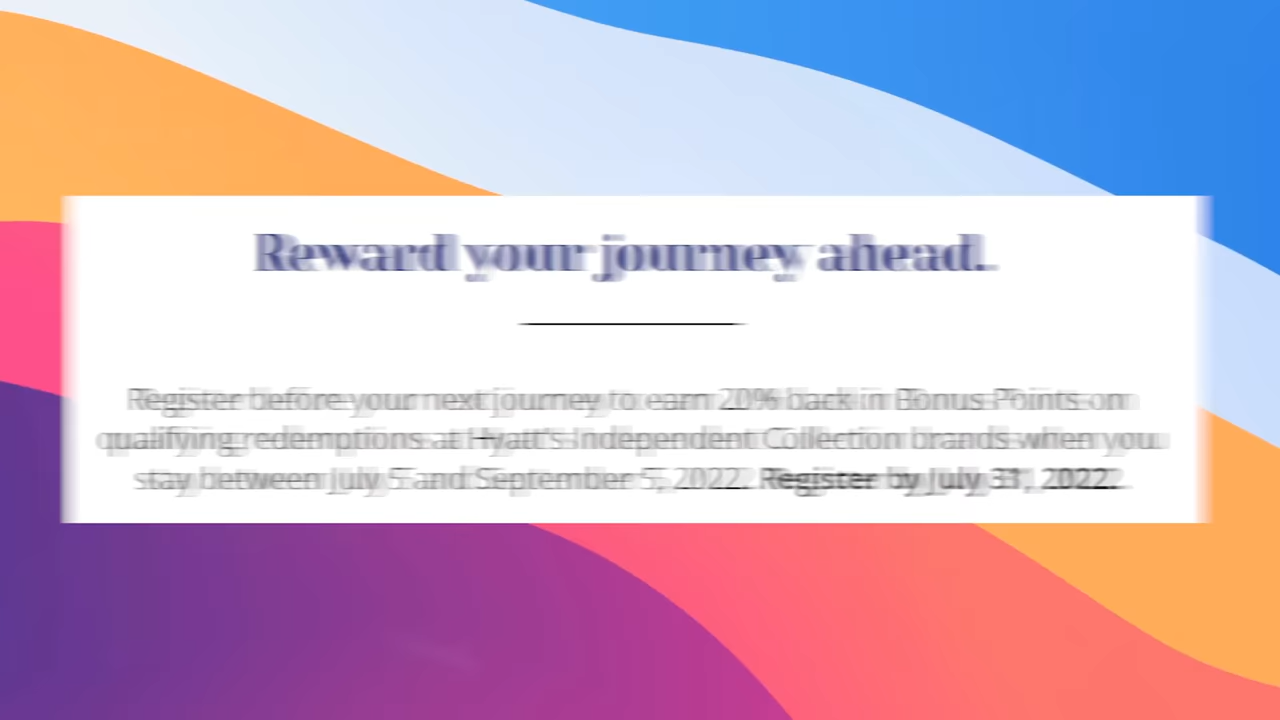 Reward your journey ahead.
Register before your next journey to earn 20% back in Bonus Points on
qualifying redemptions at Hyatt's Independent Collection brands when you
stay between July 5 and September 5, 2022. Register by July 31, 2022.